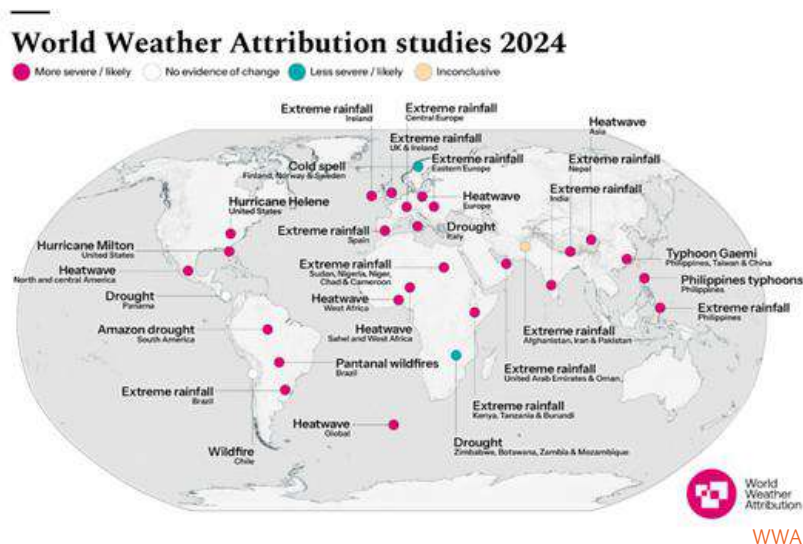 World Weather Attribution studies 2024
More severe / likely
No evidence of change
Less severe / likely
Inconclusive
Extreme rainfall
Ireland
Extreme rainfall
Central Europe
Heatwave
Asia
Extreme rainfall
UK & Ireland
Cold spell
Finland, Norway & Sweden
Extreme rainfall
Eastern Europe
Extreme rainfall
Nepal
Hurricane Helene
United States
Heatwave
Europe
Extreme rainfall
India
Extreme rainfall
Spain
Drought
Italy
Hurricane Milton
United States
Heatwave
North and central America
Extreme rainfall
Sudan, Nigeria, Niger,
Chad & Cameroon
Typhoon Gaemi
Philippines, Taiwan & China
Philippines typhoons
Philippines
Drought
Panama
Heatwave
West Africa
Extreme rainfall
Philippines
Amazon drought
South America
Heatwave
Sahel and West Africa
Extreme rainfall
Afghanistan, Iran & Pakistan
Pantanal wildfires
Brazil
Extreme rainfall
United Arab Emirates & Oman,
Extreme rainfall
Brazil
Extreme rainfall
Kenya, Tanzania & Burundi
Heatwave
Global
Drought
Zimbabwe, Botswana, Zambia & Mozambique
Wildfire
Chile
World
Weather
Attribution
WWA